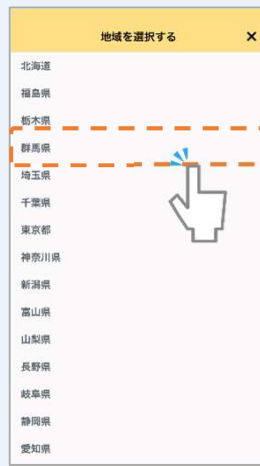 地域を選択する ×
北海道
福島県
栃木県
群馬県
埼玉県
千葉県
東京都
神奈川県
新潟県
富山県
山梨県
長野県
岐阜県
静岡県
愛知県